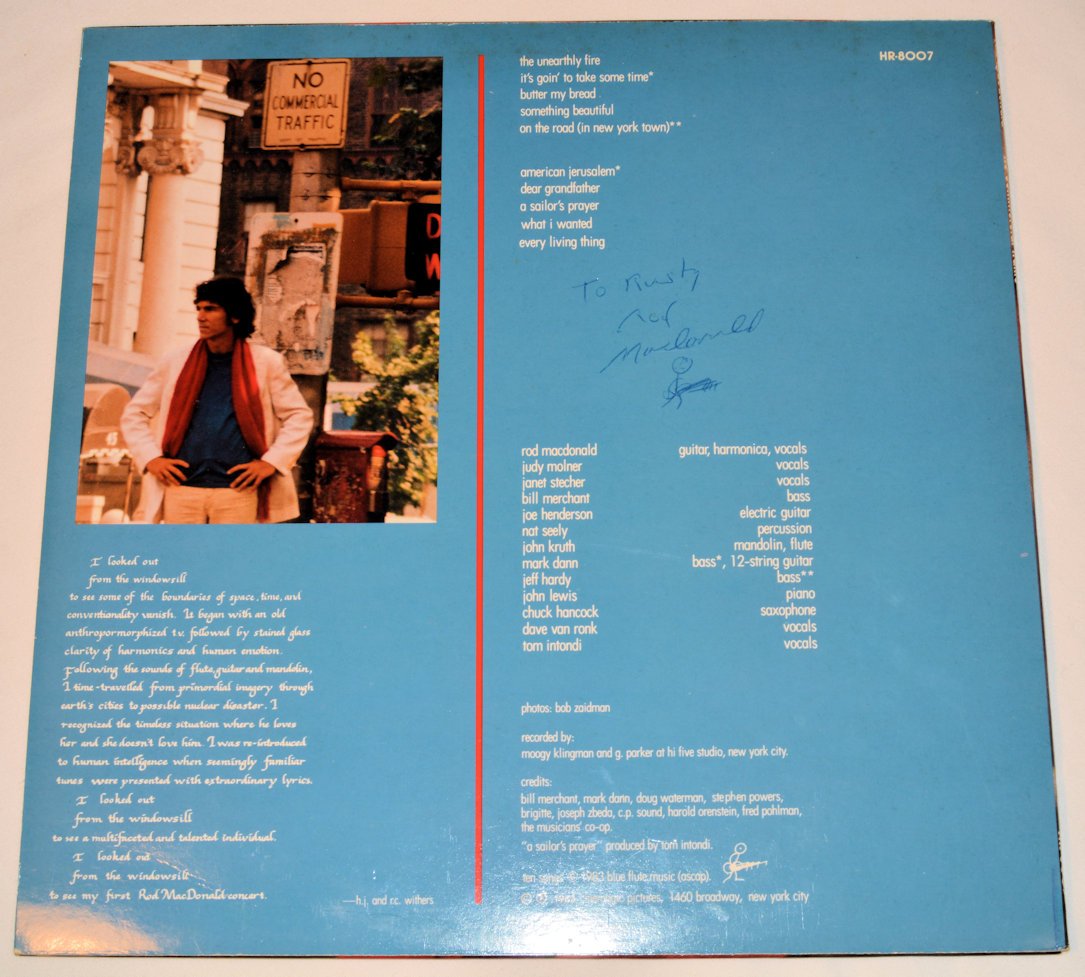 HR-8007
NO
COMMERCIAL
TRAFFIC
D
W
45
the unearthly fire
it's goin' to take some time*
butter my bread
something beautiful
on the road (in new york town)**
american jerusalem*
dear grandfather
a sailor's prayer
what i wanted
every living thing
To Rusty
Rod
MacDonald
rod macdonald guitar, harmonica, vocals
judy molner vocals
janet stecher vocals
bill merchant bass
joe henderson electric guitar
nat seely percussion
john kruth mandolin, flute
mark dann bass*, 12-string guitar
jeff hardy bass**
john lewis piano
chuck hancock saxophone
dave van ronk vocals
tom intondi vocals
photos: bob zaidman
recorded by:
moogy klingman and g. parker at hi five studio, new york city.
credits:
bill merchant, mark dann, doug waterman, stephen powers,
brigitte, joseph zbeda, c.p. sound, harold orenstein, fred pohlman,
the musicians' co-op.
"a sailor's prayer" produced by tom intondi.
ten songs © 1983 blue flute music (ascap).
© ℗ 1983 pictures, 1460 broadway, new york city
I looked out
from the windowsill
to see some of the boundaries of space, time, and
conventionality vanish. It began with an old
anthropormorphized t.v. followed by stained glass
clarity of harmonics and human emotion.
Following the sounds of flute, guitar and mandolin,
I time-travelled from primordial imagery through
earth's cities to possible nuclear disaster. I
recognized the timeless situation where he loves
her and she doesn't love him. I was re-introduced
to human intelligence when seemingly familiar
tunes were presented with extraordinary lyrics.
I looked out
from the windowsill
to see a multifaceted and talented individual.
I looked out
from the windowsill
to see my first Rod MacDonald concert.
—h.j. and r.c. withers